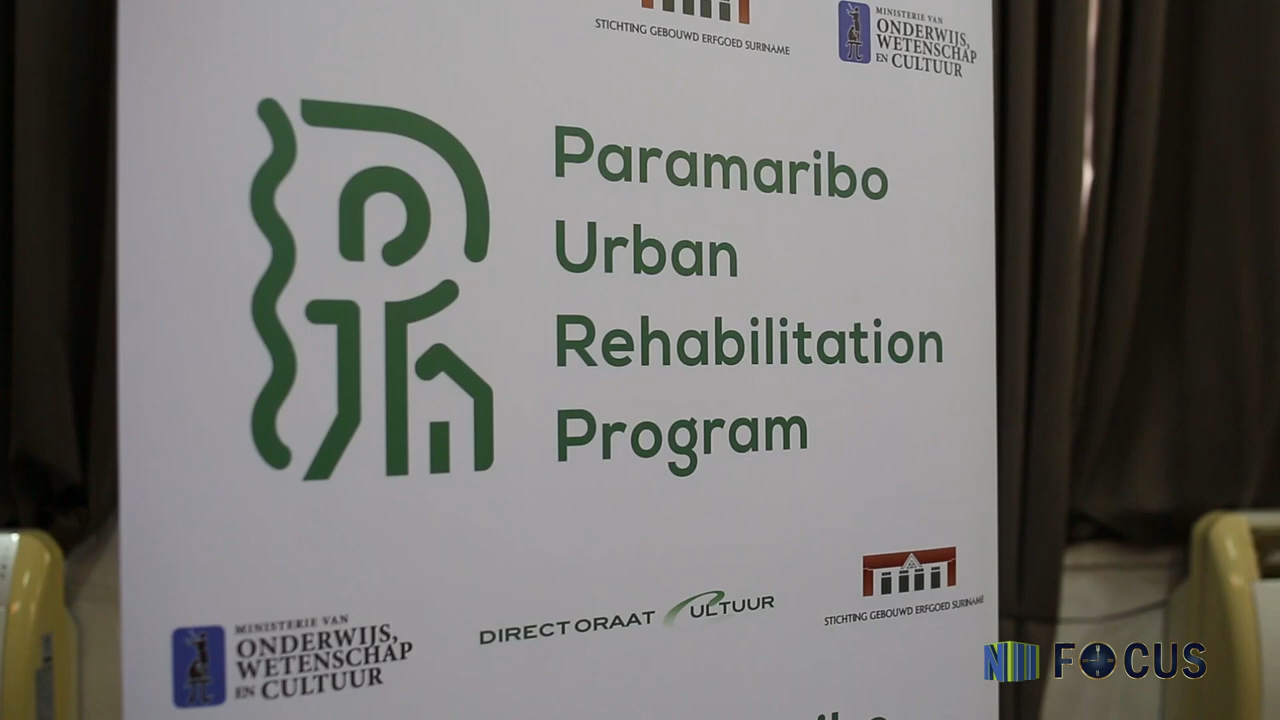 STICHTING GEBOUWD ERFGOED SURINAME
MINISTERIE VAN
ONDERWIJS,
WETENSCHAP
EN CULTUUR
Paramaribo
Urban
Rehabilitation
Program
MINISTERIE VAN
ONDERWIJS,
WETENSCHAP
EN CULTUUR
DIRECTORAAT CULTUUR
STICHTING GEBOUWD ERFGOED SURINAME
FOCUS